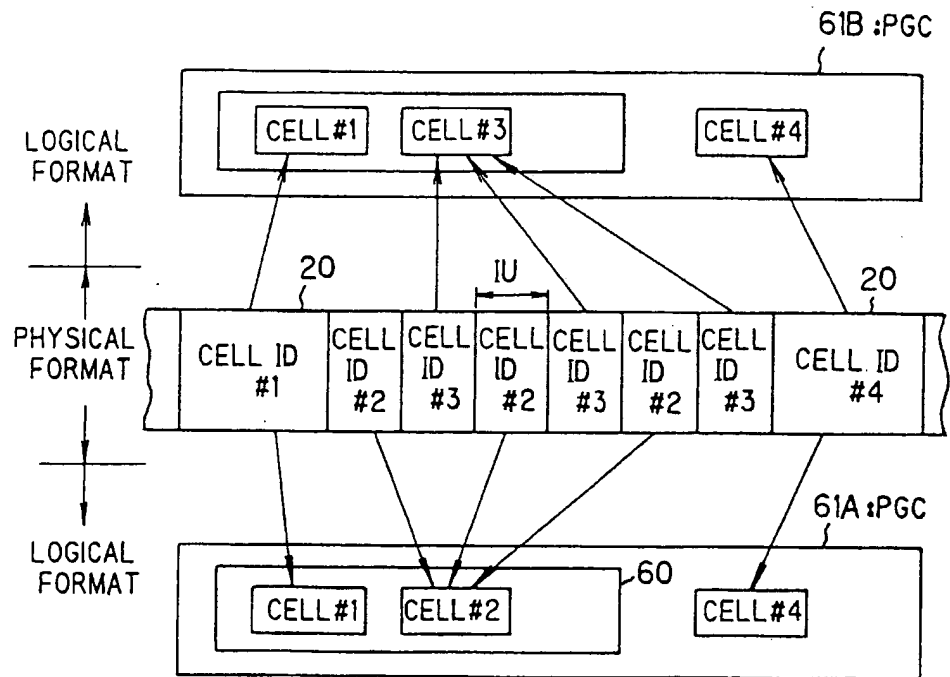 61B :PGC
CELL#1
CELL#3
CELL#4
LOGICAL
FORMAT
20
IU
20
PHYSICAL
FORMAT
CELL ID
#1
CELL
ID
#2
CELL
ID
#3
CELL
ID
#2
CELL
ID
#3
CELL
ID
#2
CELL
ID
#3
CELL ID
#4
61A :PGC
LOGICAL
FORMAT
60
CELL#1
CELL#2
CELL#4